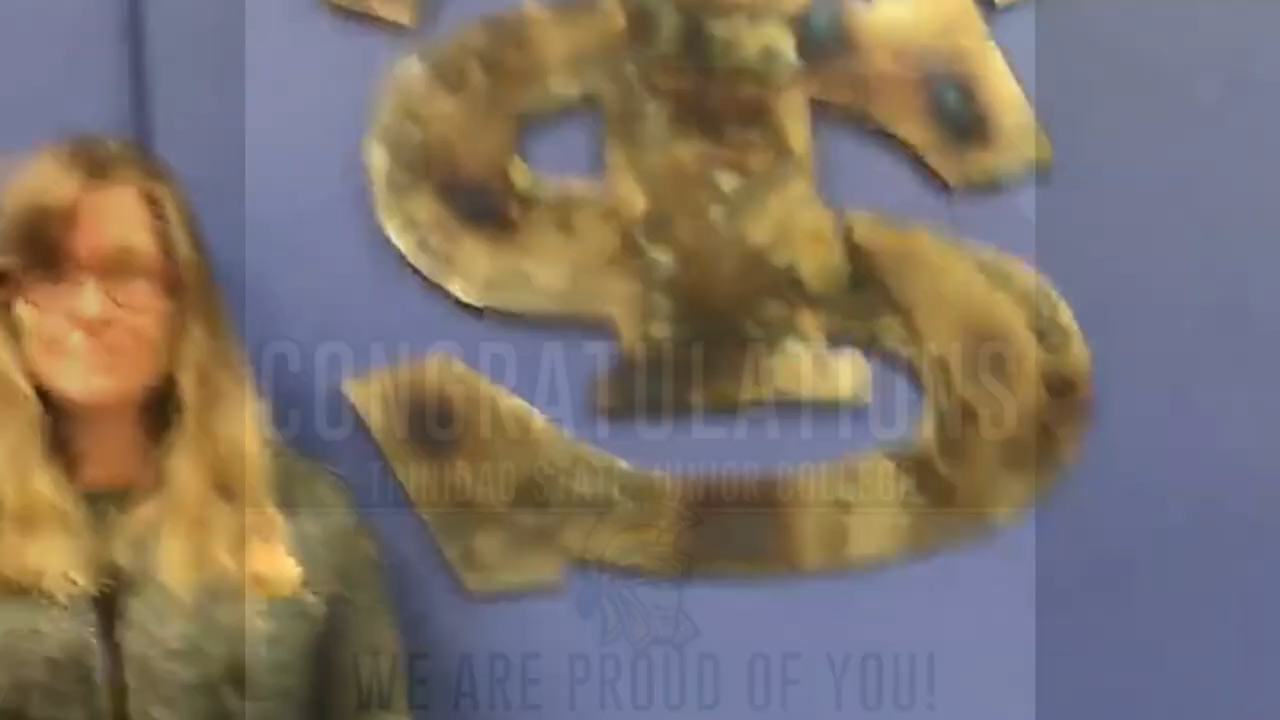 CONGRATULATIONS
TRINIDAD STATE JUNIOR COLLEGE
WE ARE PROUD OF YOU!